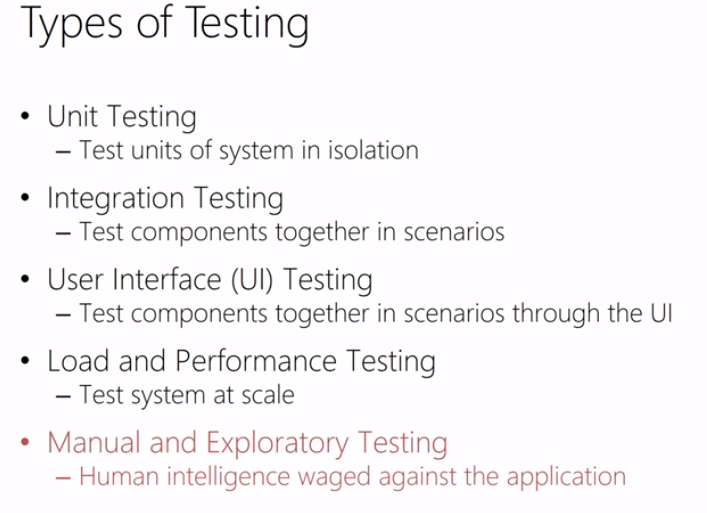 Types of Testing
• Unit Testing
– Test units of system in isolation
• Integration Testing
– Test components together in scenarios
• User Interface (UI) Testing
– Test components together in scenarios through the UI
• Load and Performance Testing
– Test system at scale
• Manual and Exploratory Testing
– Human intelligence waged against the application